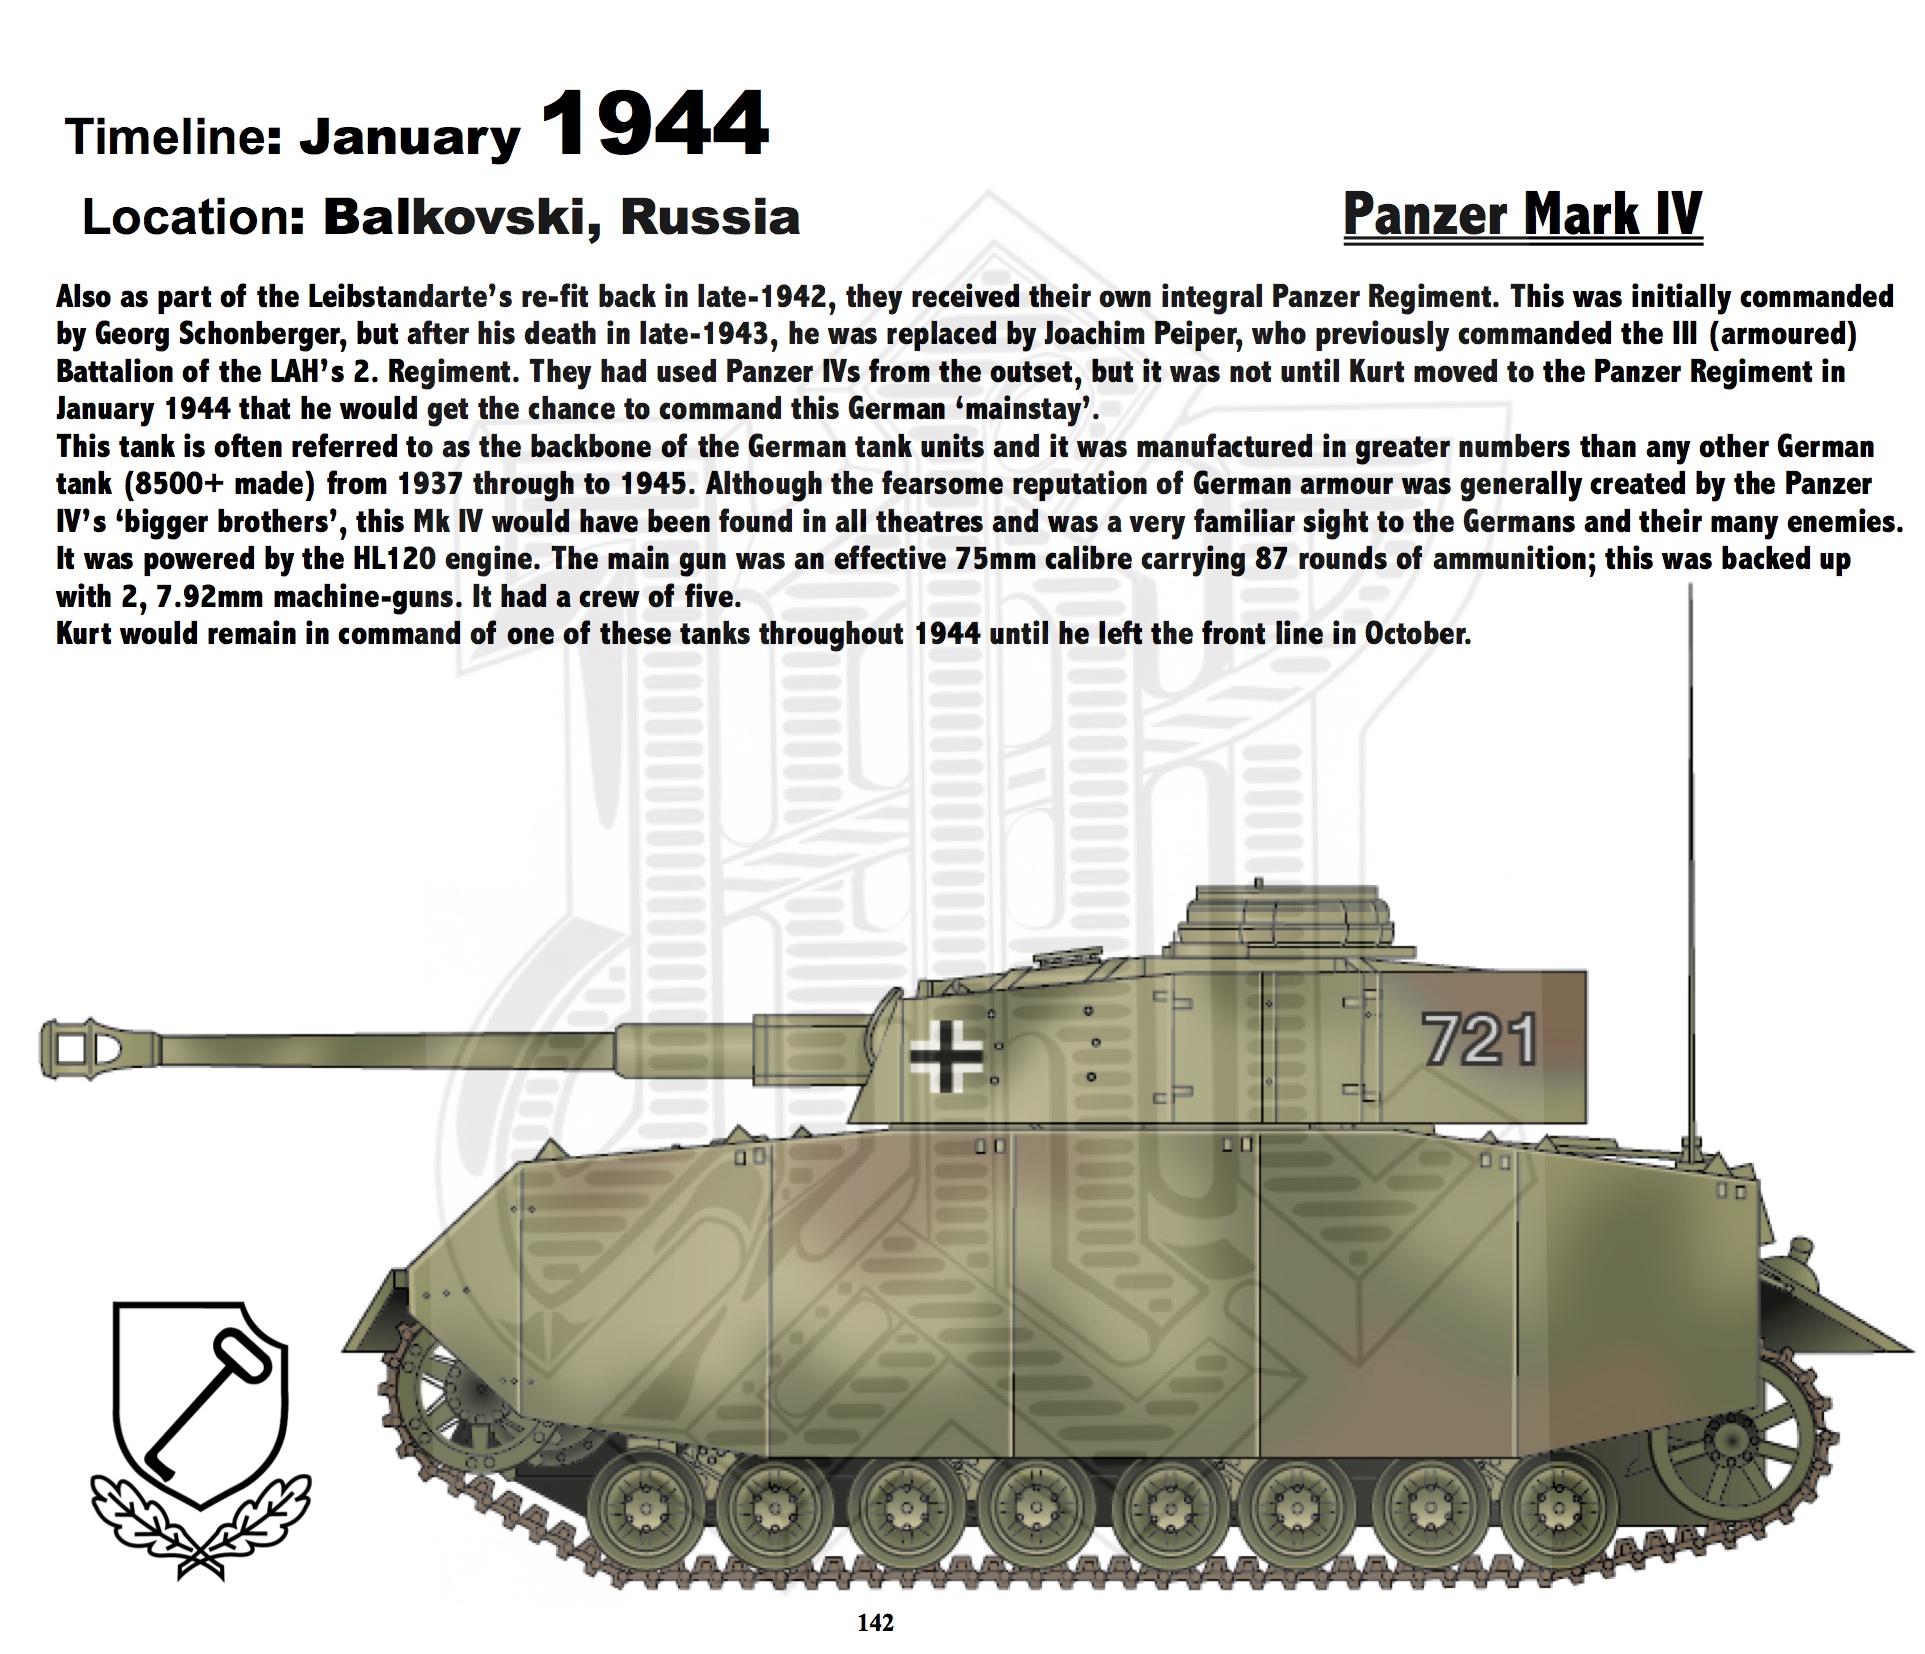 Timeline: January 1944
Location: Balkovski, Russia
Panzer Mark IV
Also as part of the Leibstandarte's re-fit back in late-1942, they received their own integral Panzer Regiment. This was initially commanded
by Georg Schonberger, but after his death in late-1943, he was replaced by Joachim Peiper, who previously commanded the III (armoured)
Battalion of the LAH's 2. Regiment. They had used Panzer IVs from the outset, but it was not until Kurt moved to the Panzer Regiment in
January 1944 that he would get the chance to command this German ‘mainstay’.
This tank is often referred to as the backbone of the German tank units and it was manufactured in greater numbers than any other German
tank (8500+ made) from 1937 through to 1945. Although the fearsome reputation of German armour was generally created by the Panzer
IV's ‘bigger brothers’, this Mk IV would have been found in all theatres and was a very familiar sight to the Germans and their many enemies.
It was powered by the HL120 engine. The main gun was an effective 75mm calibre carrying 87 rounds of ammunition; this was backed up
with 2, 7.92mm machine-guns. It had a crew of five.
Kurt would remain in command of one of these tanks throughout 1944 until he left the front line in October.
721
142